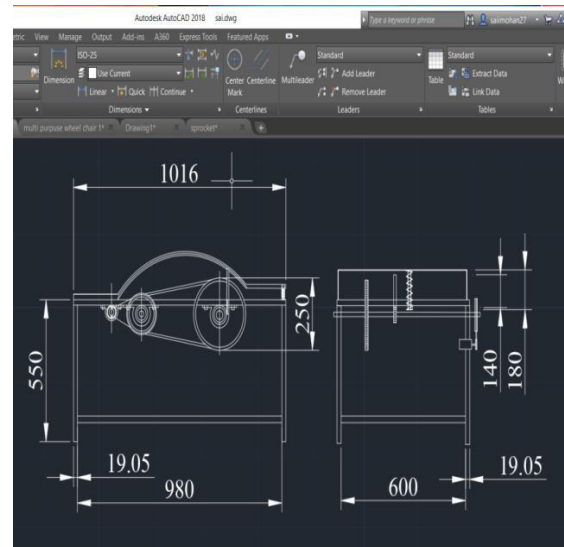 Autodesk AutoCAD 2018 sai.dwg
Type a keyword or phrase
saiimohan27
etric View Manage Output Add-ins A360 Express Tools Featured Apps
Dimension
ISO-25
Use Current
Linear Quick Continue
Dimensions
Center Mark
Centerline
Centerlines
Multileader
Standard
Add Leader
Remove Leader
Leaders
Table
Standard
Extract Data
Link Data
Tables
multi purpuse wheel chair 1* Drawing1* sprocket*
1016
250
550
19.05
980
140
180
19.05
600